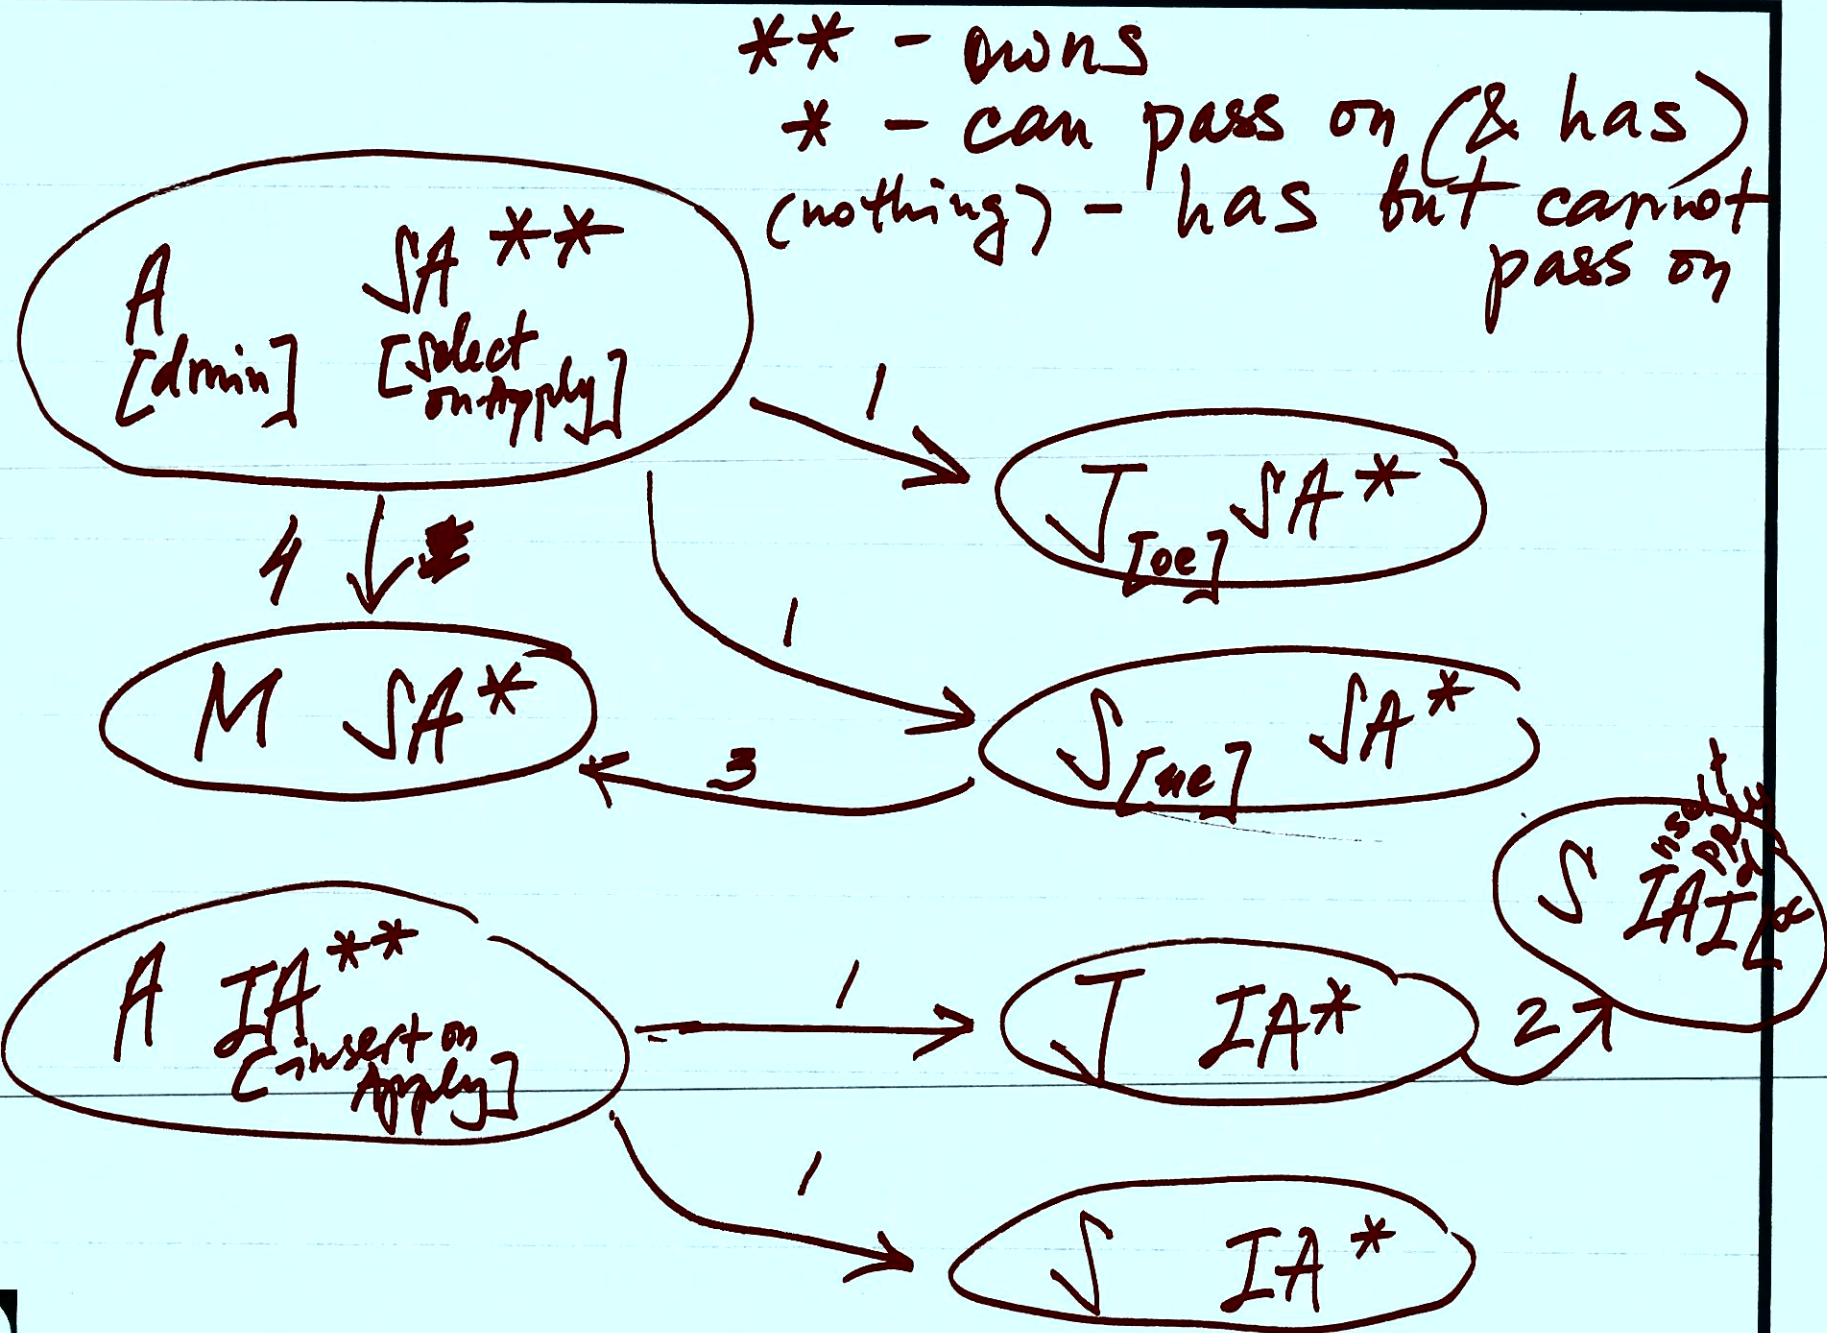 ** - owns
* - can pass on (& has)
(nothing) - has but cannot
pass on
A SA **
[dmin] [Select
on Apply]
1
J [oe] SA *
4
1
M SA *
S [ue] SA *
3
S IA I
A IA **
[insert on
Apply]
1
J IA *
2
1
S IA *